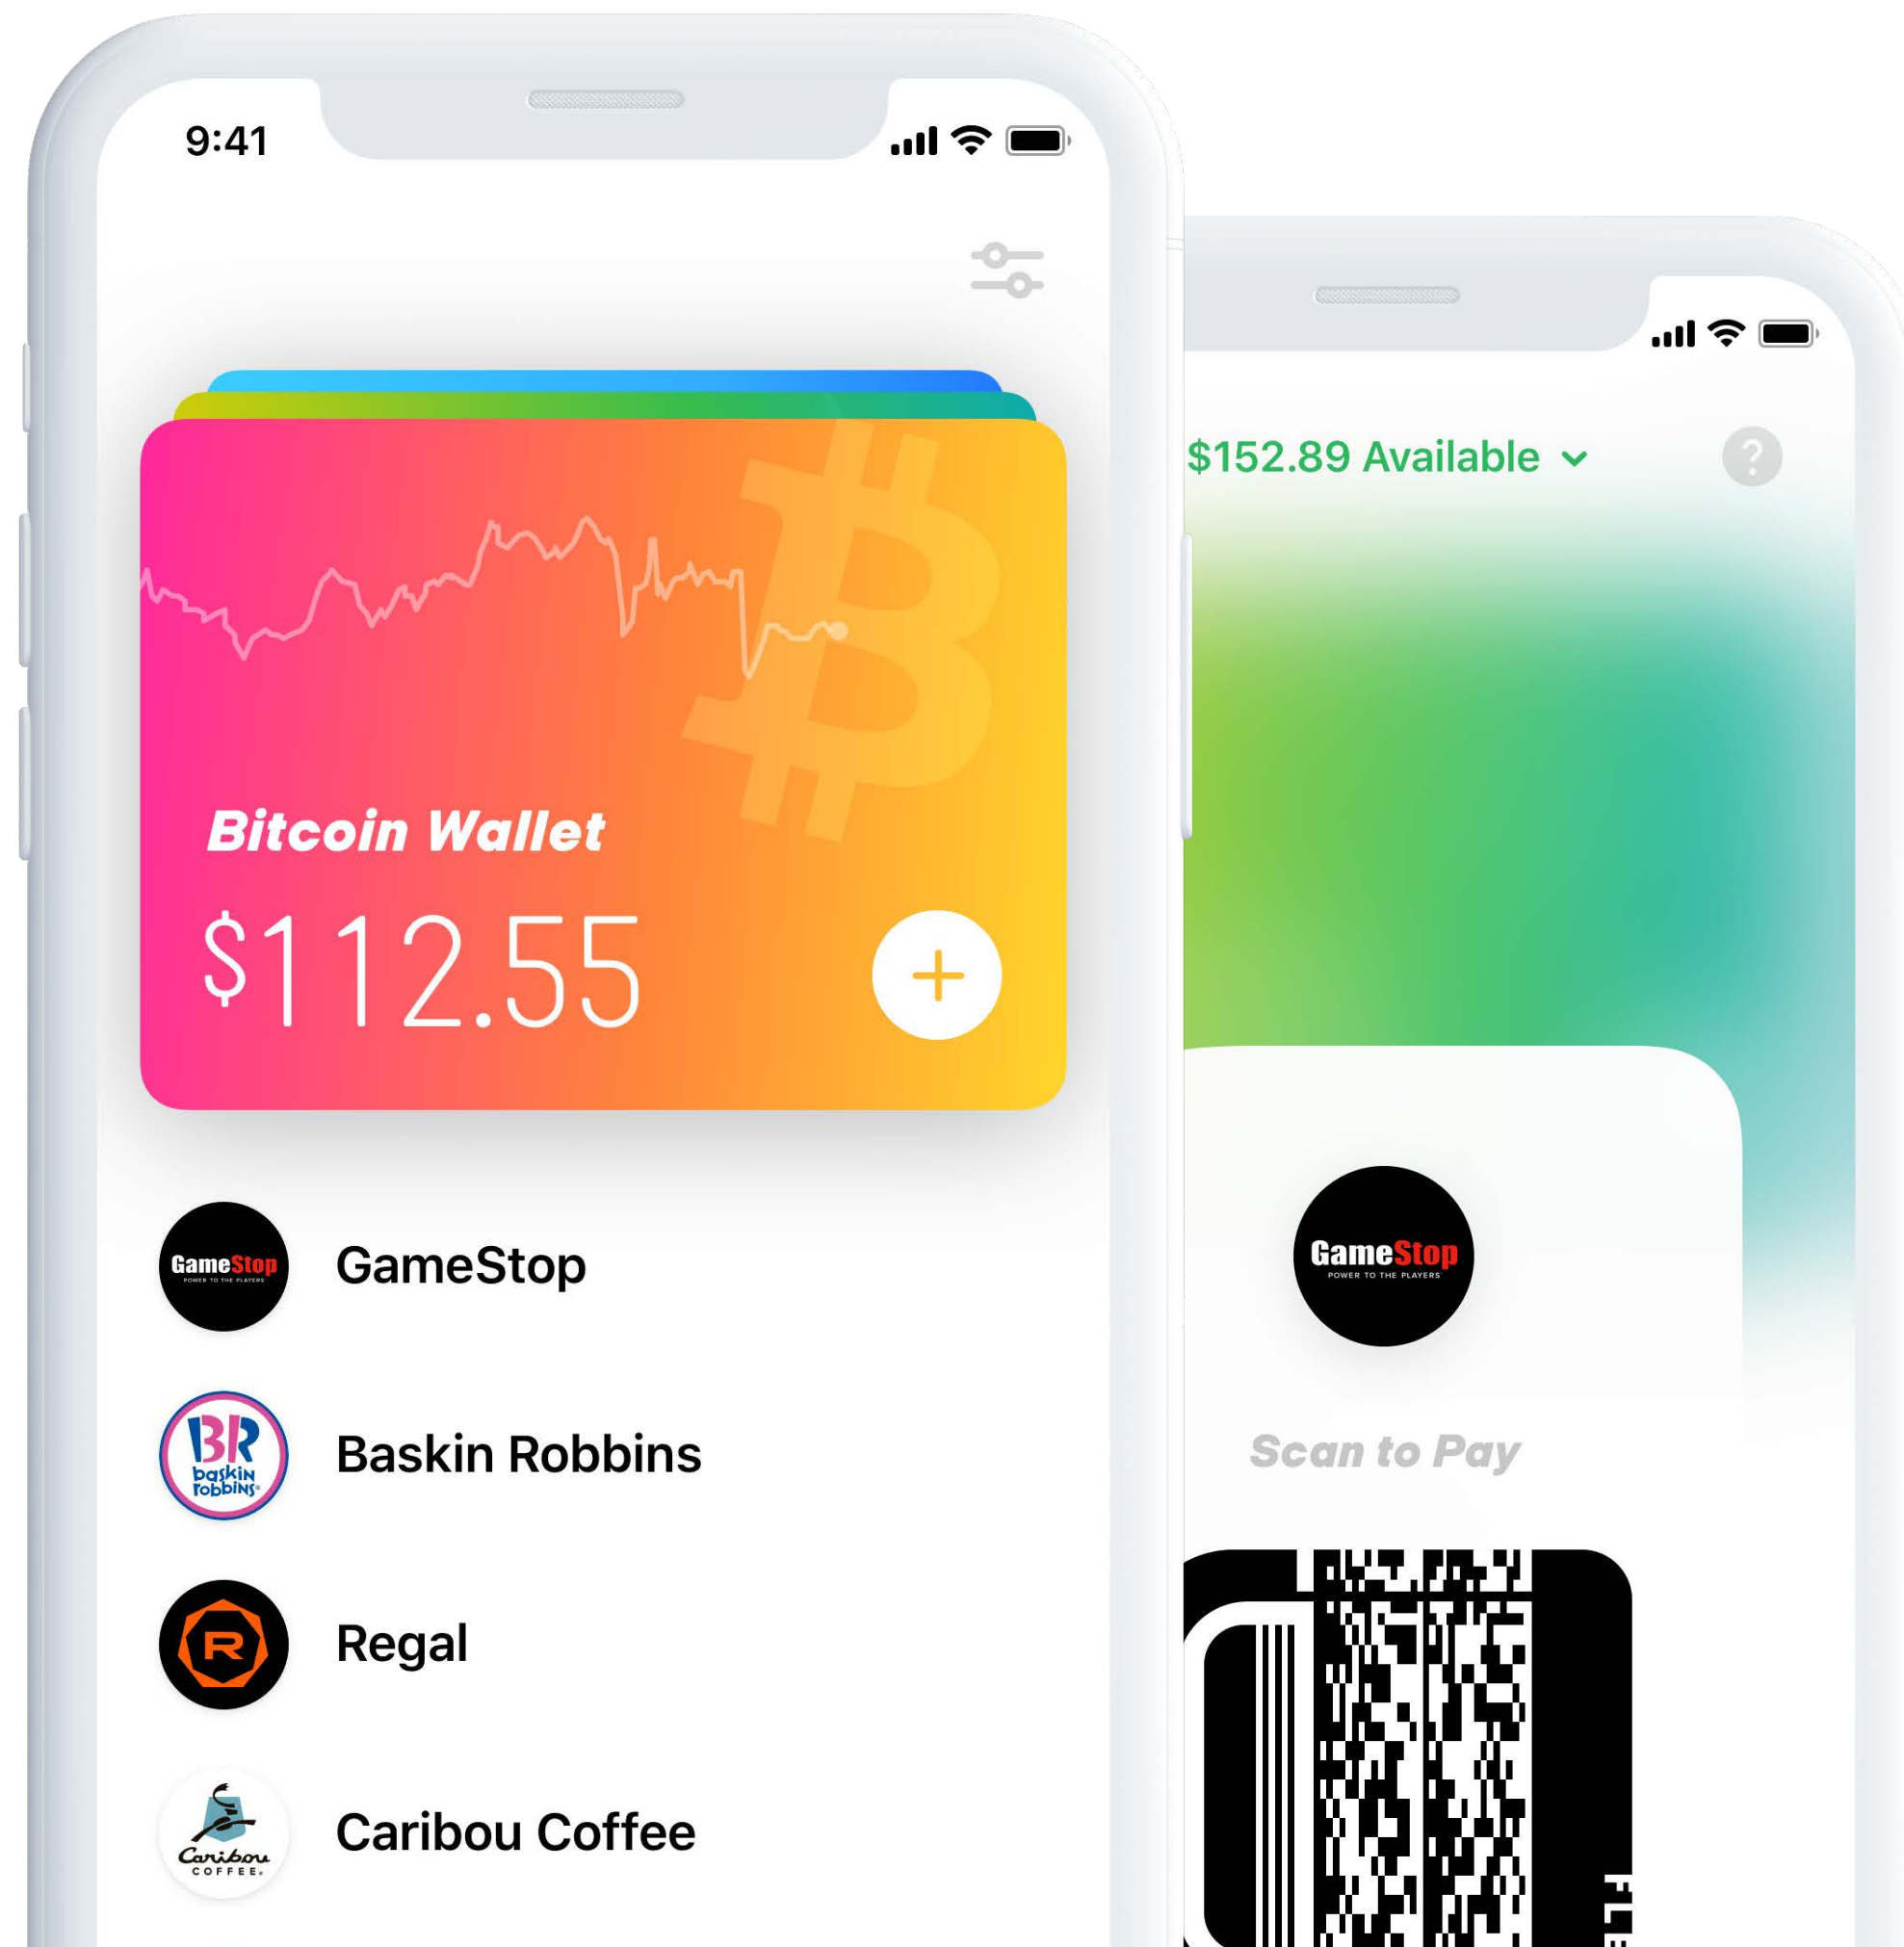 9:41
Bitcoin Wallet
$112.55
GameStop
POWER TO THE PLAYERS
GameStop
BR
baskin
robbins
Baskin Robbins
R
Regal
Caribou
COFFEE
Caribou Coffee
$152.89 Available
?
GameStop
POWER TO THE PLAYERS
Scan to Pay